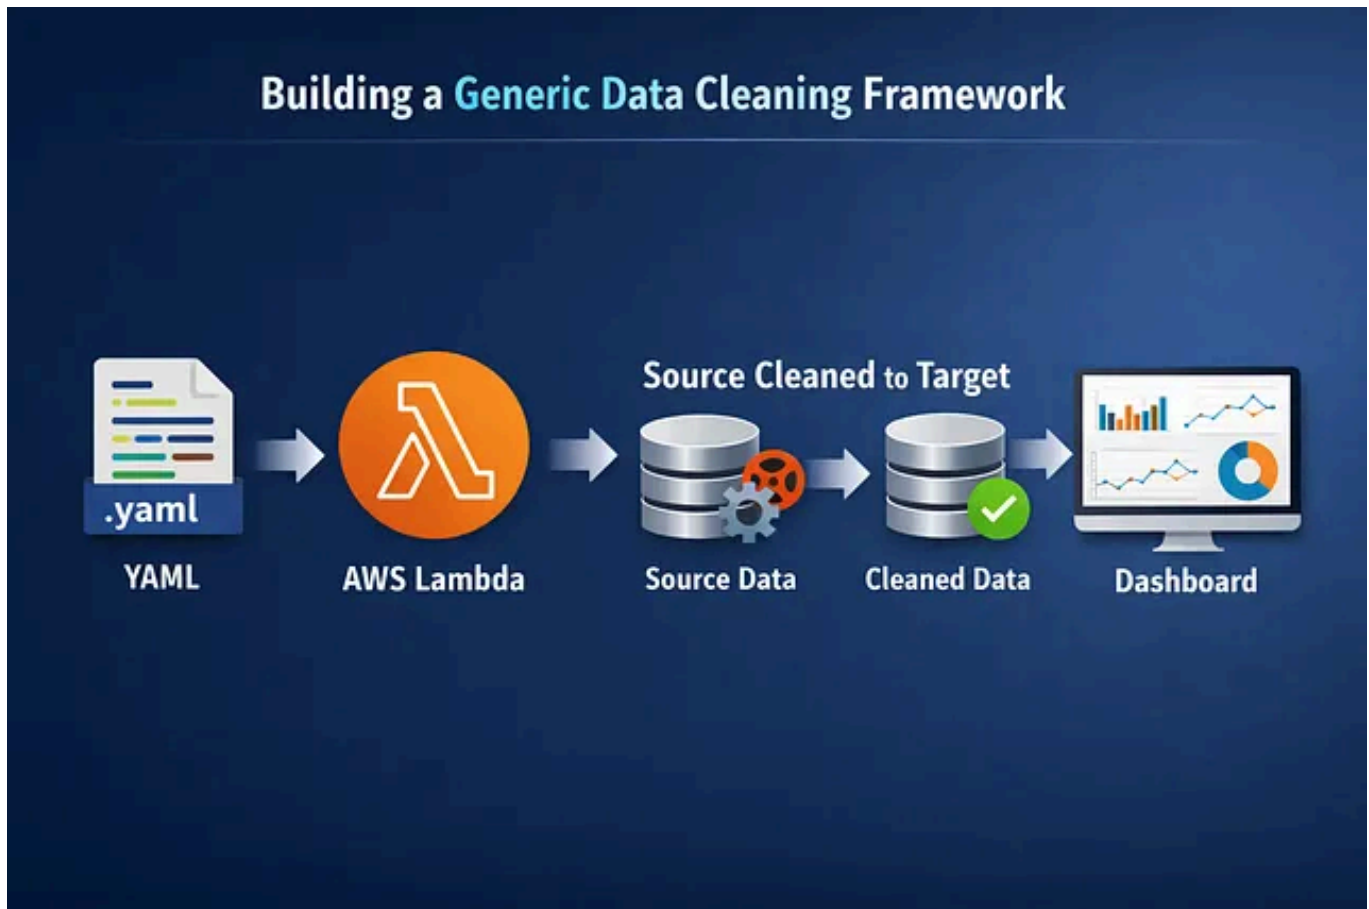 Building a Generic Data Cleaning Framework
Source Cleaned to Target
.yaml
YAML
AWS Lambda
Source Data
Cleaned Data
Dashboard